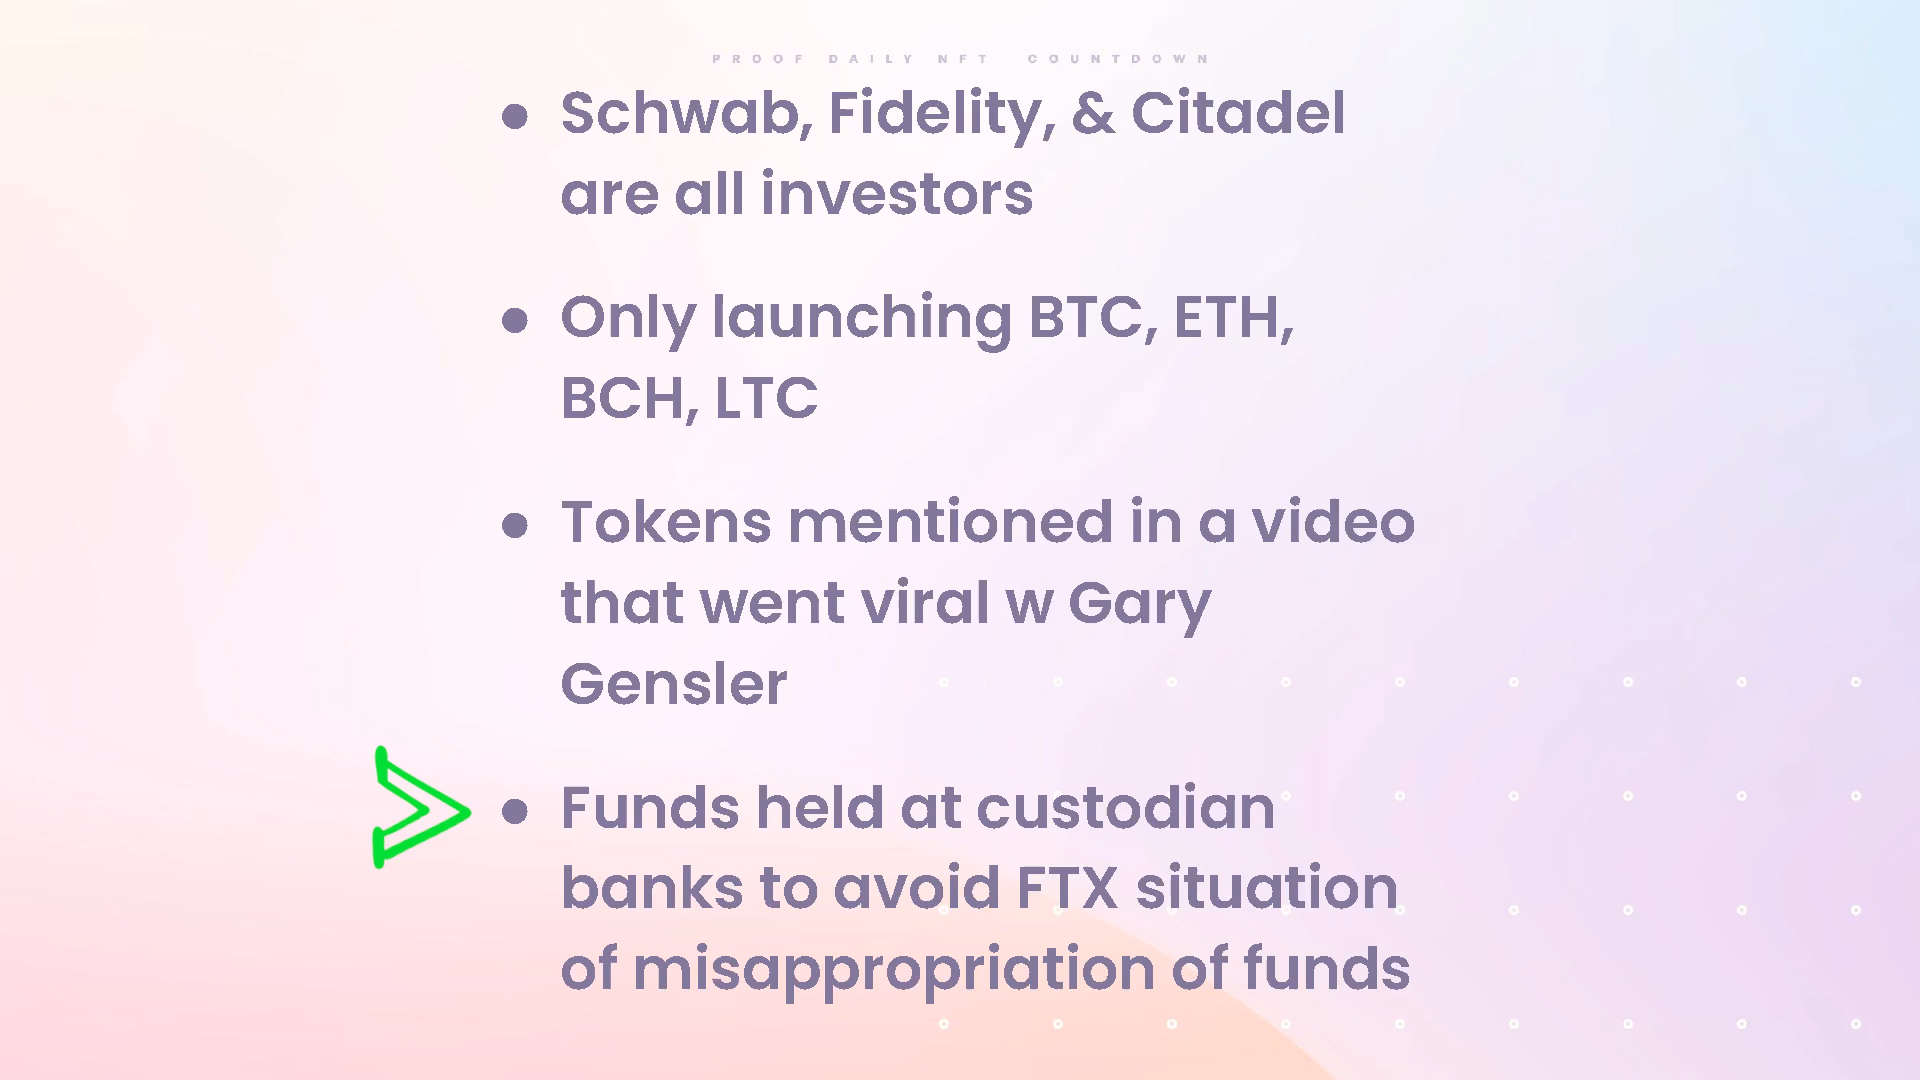 PROOF DAILY NFT COUNTDOWN
• Schwab, Fidelity, & Citadel
are all investors
• Only launching BTC, ETH,
BCH, LTC
• Tokens mentioned in a video
that went viral w Gary
Gensler
• Funds held at custodian
banks to avoid FTX situation
of misappropriation of funds